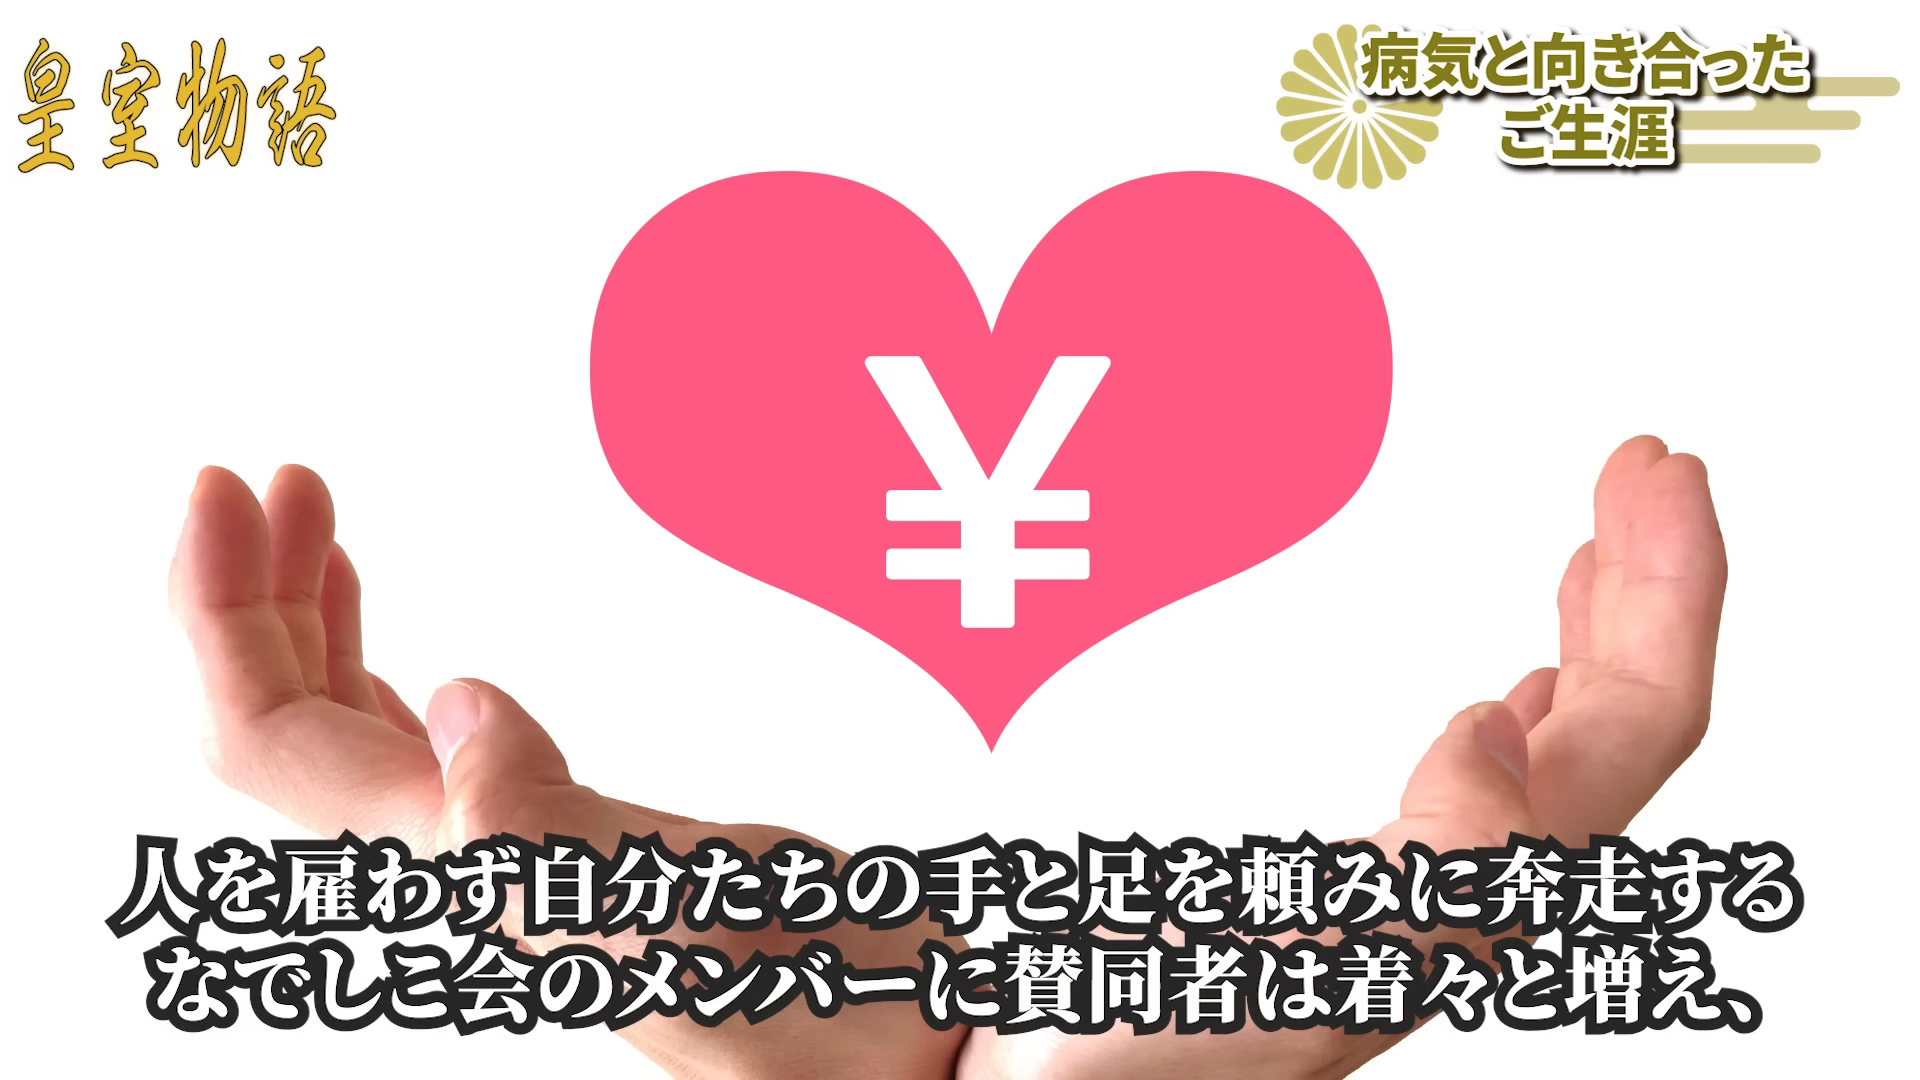 皇室物語
病気と向き合った
ご生涯
¥
人を雇わず自分たちの手と足を頼みに奔走する
なでしこ会のメンバーに賛同者は着々と増え、